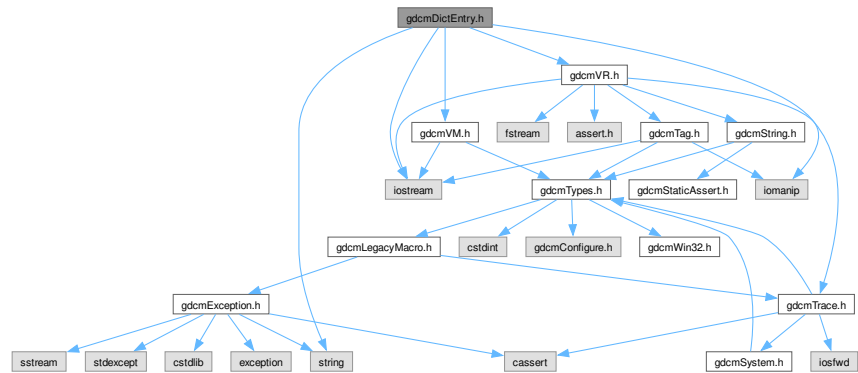 gdcmDictEntry.h
gdcmVR.h
gdcmVM.h
fstream
assert.h
gdcmTag.h
gdcmString.h
iostream
gdcmTypes.h
gdcmStaticAssert.h
iomanip
gdcmLegacyMacro.h
cstdint
gdcmConfigure.h
gdcmWin32.h
gdcmException.h
gdcmTrace.h
sstream
stdexcept
cstdlib
exception
string
cassert
gdcmSystem.h
iosfwd